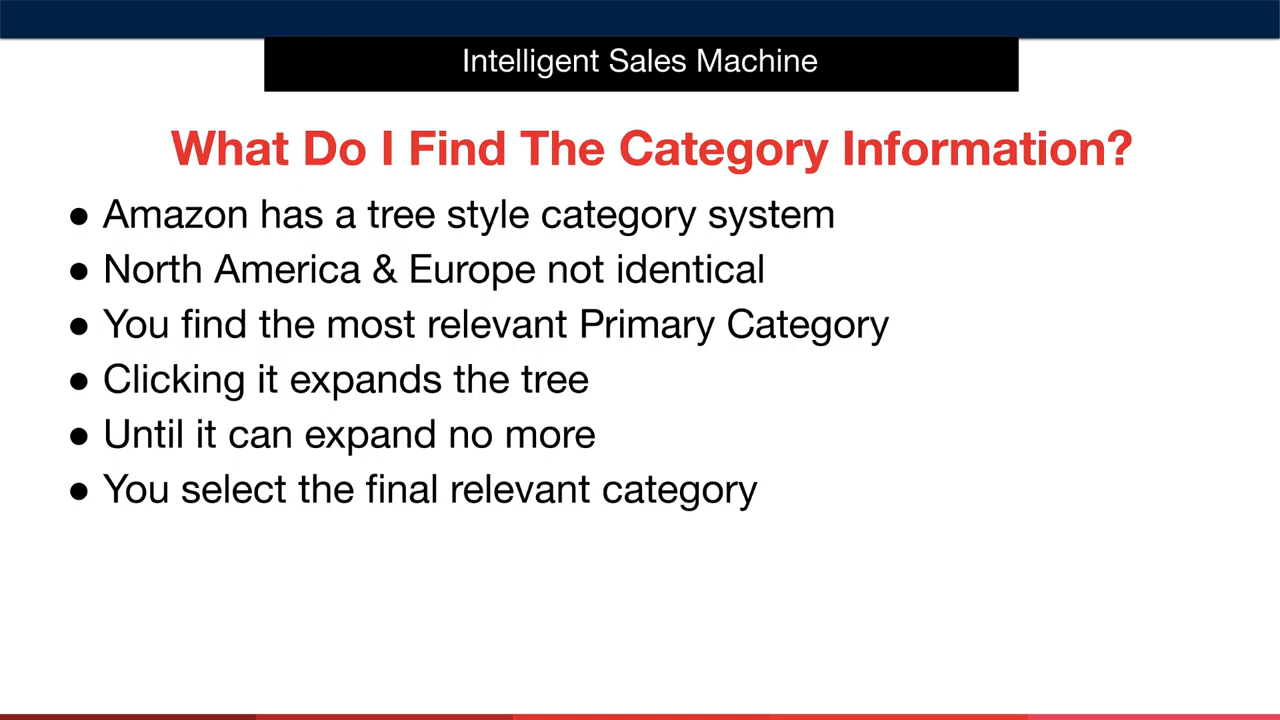 Intelligent Sales Machine
What Do I Find The Category Information?
● Amazon has a tree style category system
● North America & Europe not identical
● You find the most relevant Primary Category
● Clicking it expands the tree
● Until it can expand no more
● You select the final relevant category